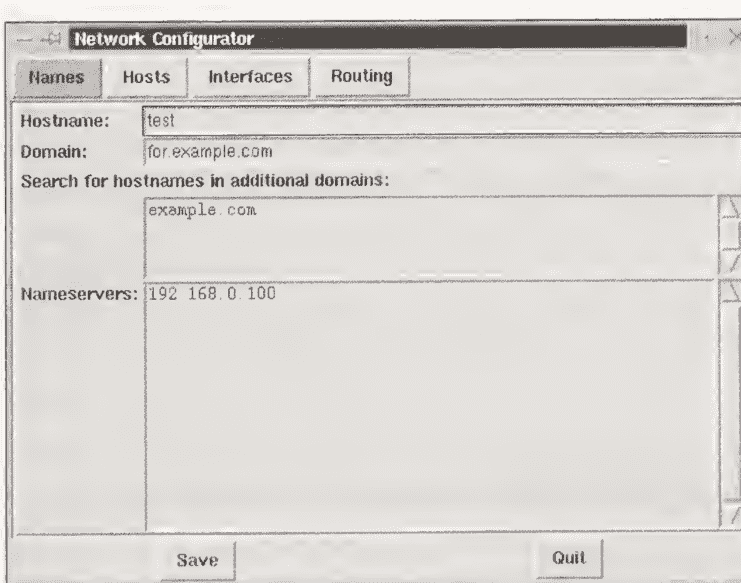 Network Configurator
Names Hosts Interfaces Routing
Hostname: test
Domain: for.example.com
Search for hostnames in additional domains:
example.com
Nameservers: 192 168.0.100
Save Quit